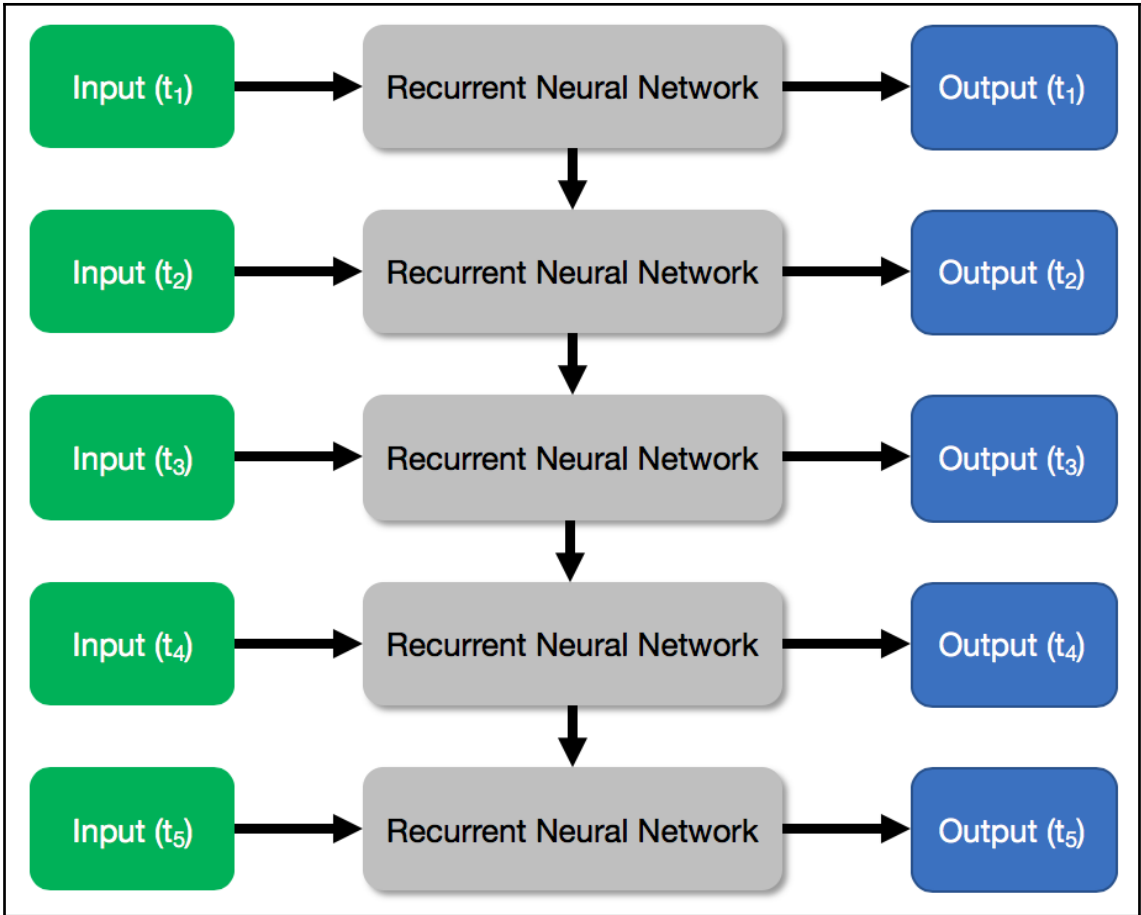 Input (t₁)
Recurrent Neural Network
Output (t₁)
Input (t₂)
Recurrent Neural Network
Output (t₂)
Input (t₃)
Recurrent Neural Network
Output (t₃)
Input (t₄)
Recurrent Neural Network
Output (t₄)
Input (t₅)
Recurrent Neural Network
Output (t₅)